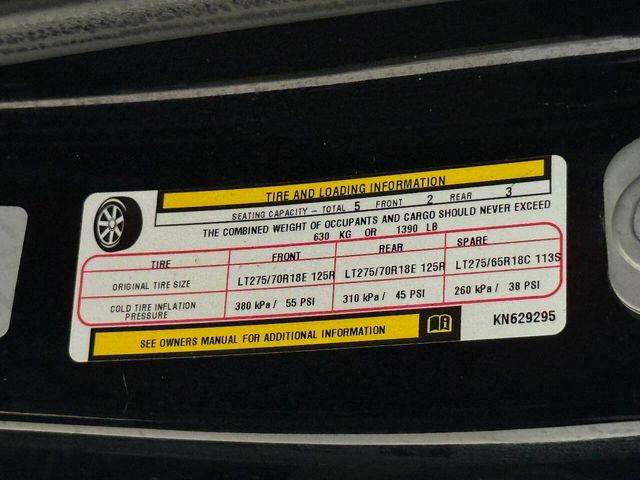 TIRE AND LOADING INFORMATION
SEATING CAPACITY – TOTAL 5 FRONT 2 REAR 3
THE COMBINED WEIGHT OF OCCUPANTS AND CARGO SHOULD NEVER EXCEED
630 KG OR 1390 LB
TIRE FRONT REAR SPARE
ORIGINAL TIRE SIZE LT275/70R18E 125R LT275/70R18E 125R LT275/65R18C 113S
COLD TIRE INFLATION PRESSURE 380 kPa / 55 PSI 310 kPa / 45 PSI 260 kPa / 38 PSI
SEE OWNERS MANUAL FOR ADDITIONAL INFORMATION
KN629295